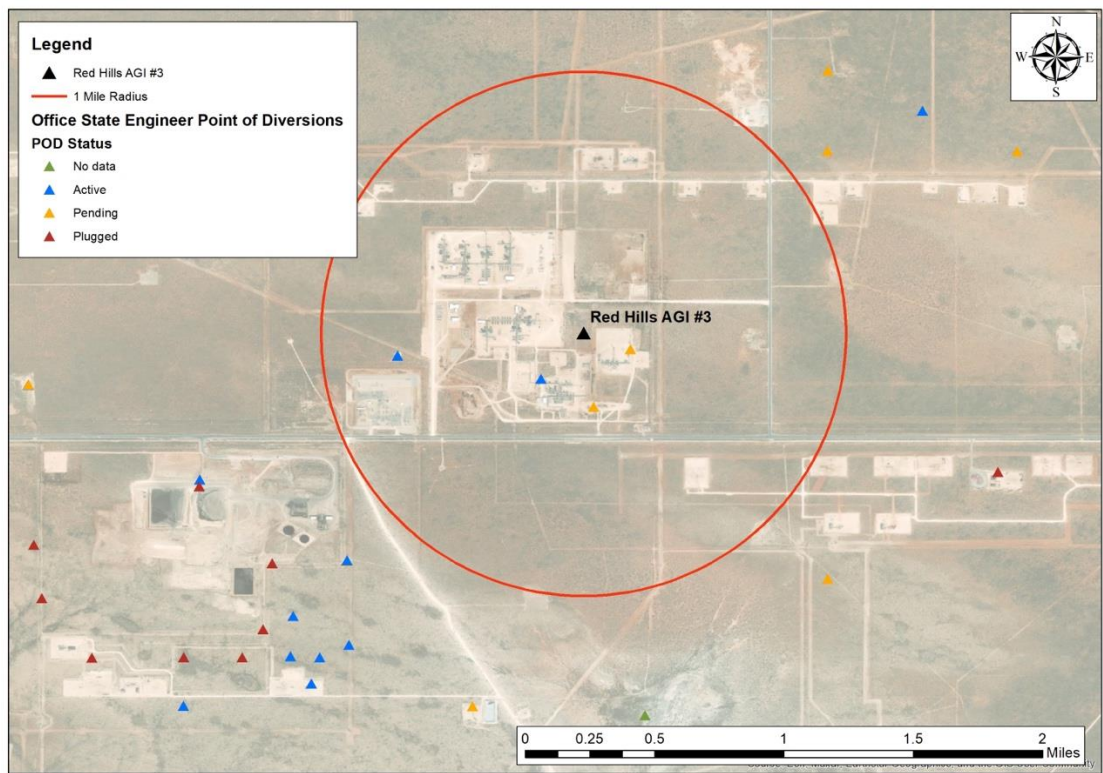 Legend
Red Hills AGI #3
1 Mile Radius
Office State Engineer Point of Diversions
POD Status
No data
Active
Pending
Plugged
N
W E
S
Red Hills AGI #3
0 0.25 0.5 1 1.5 2
Miles